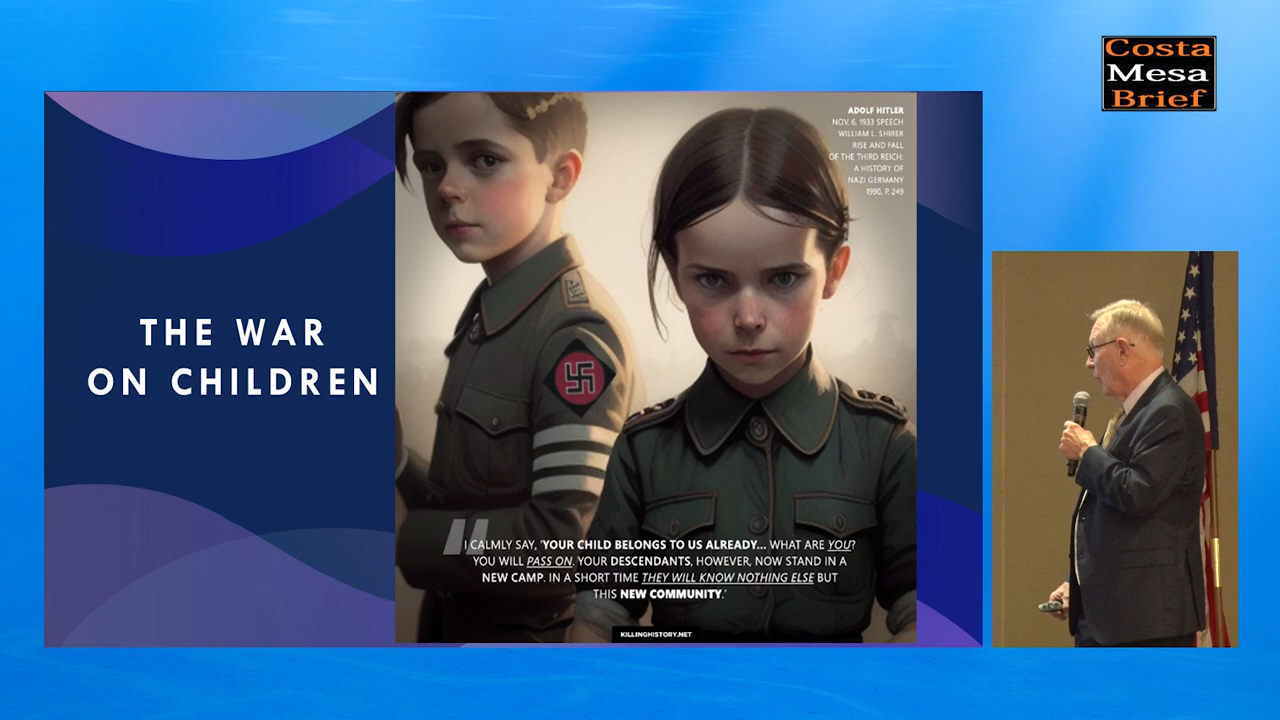 Costa
Mesa
Brief
THE WAR
ON CHILDREN
ADOLF HITLER
NOV. 6, 1933 SPEECH
WILLIAM L. SHIRER
RISE AND FALL
OF THE THIRD REICH:
A HISTORY OF
NAZI GERMANY
1990, P. 249
I CALMLY SAY, 'YOUR CHILD BELONGS TO US ALREADY... WHAT ARE YOU?
YOU WILL PASS ON. YOUR DESCENDANTS, HOWEVER, NOW STAND IN A
NEW CAMP. IN A SHORT TIME THEY WILL KNOW NOTHING ELSE BUT
THIS NEW COMMUNITY.'
KILLINGHISTORY.NET